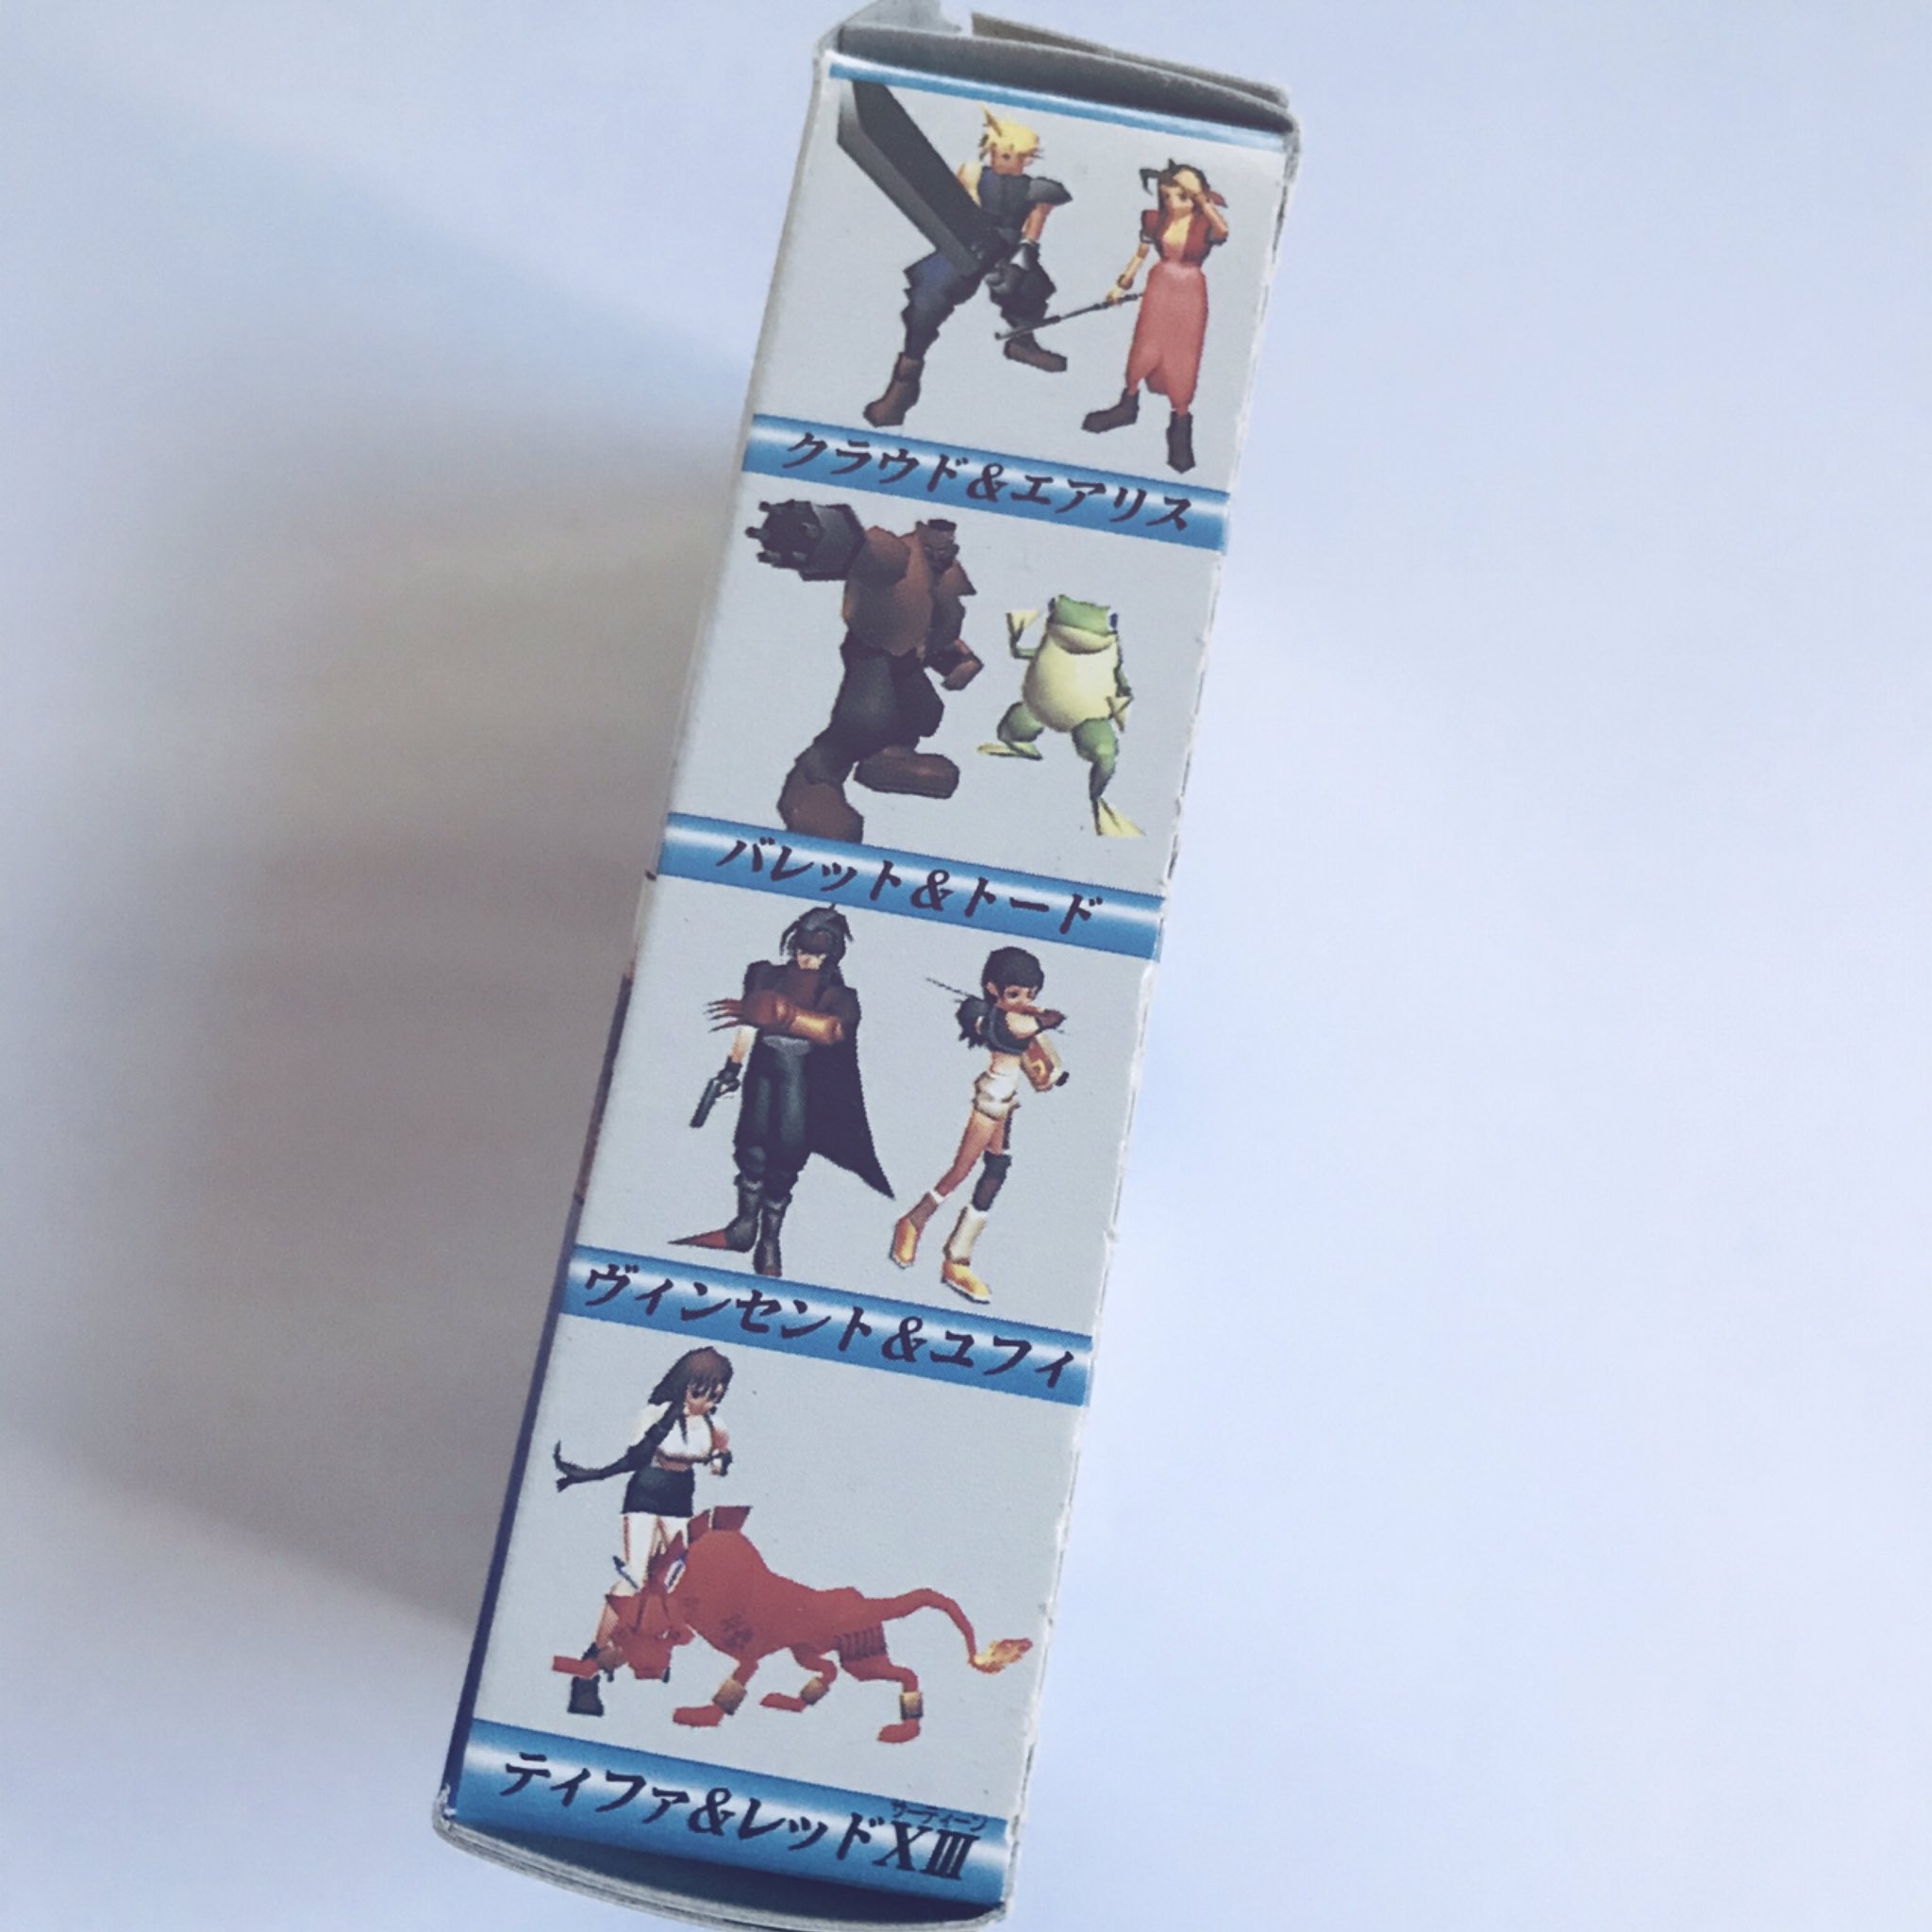 クラウド&エアリス
バレット&トード
ヴィンセント&ユフィ
サーティーン
ティファ&レッドXIII